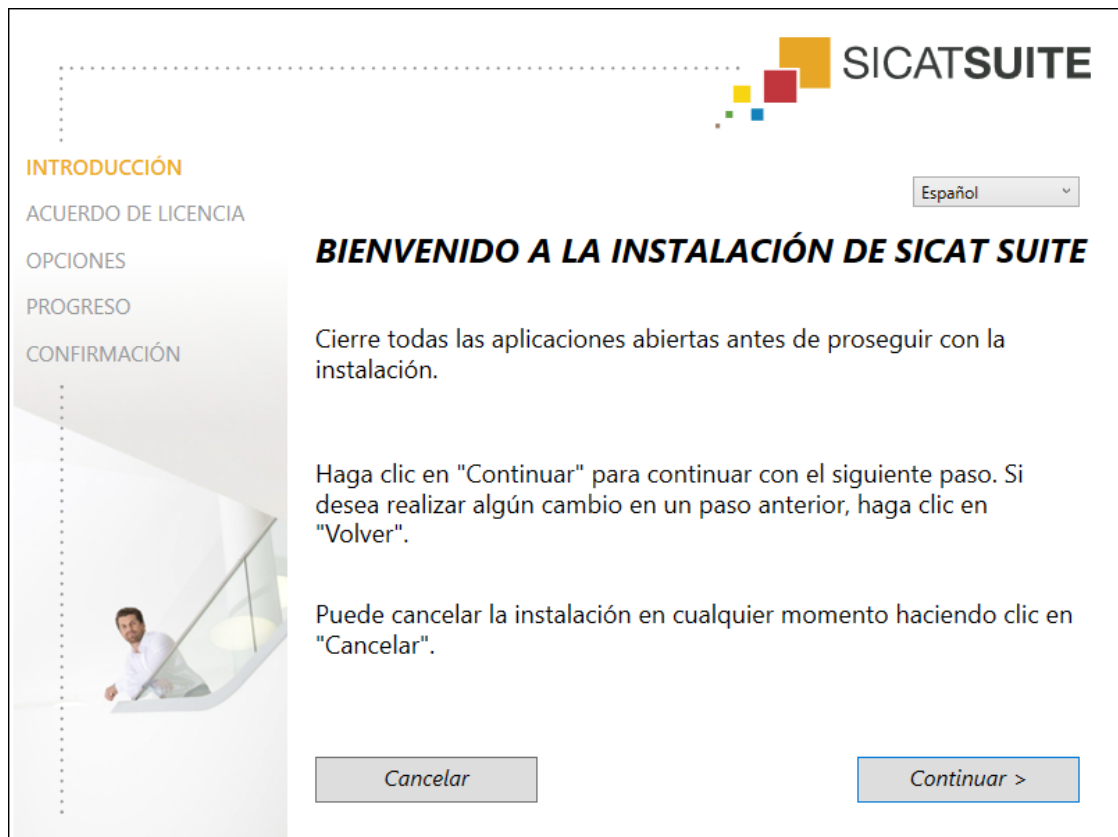 SICATSUITE
INTRODUCCIÓN
ACUERDO DE LICENCIA
OPCIONES
PROGRESO
CONFIRMACIÓN
Español
BIENVENIDO A LA INSTALACIÓN DE SICAT SUITE
Cierre todas las aplicaciones abiertas antes de proseguir con la
instalación.
Haga clic en "Continuar" para continuar con el siguiente paso. Si
desea realizar algún cambio en un paso anterior, haga clic en
"Volver".
Puede cancelar la instalación en cualquier momento haciendo clic en
"Cancelar".
Cancelar
Continuar >